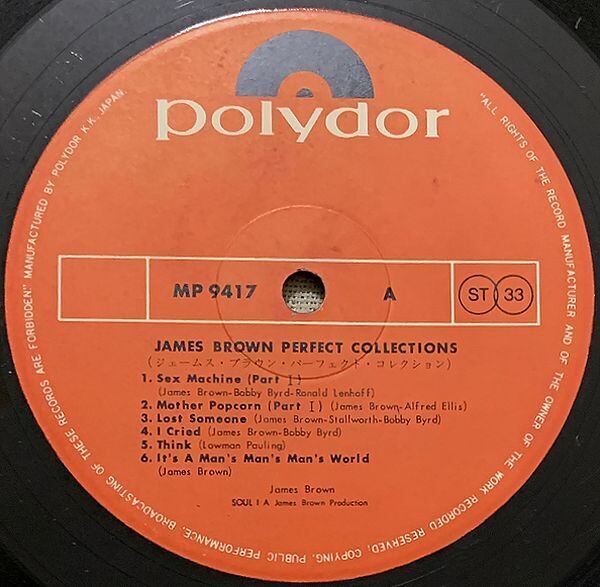 polydor
"ALL RIGHTS OF THE RECORD MANUFACTURER AND OF THE OWNER OF THE WORK REPRODUCED RESERVED. COPYING, PUBLIC PERFORMANCE, BROADCASTING OF THESE RECORDS ARE FORBIDDEN" MANUFACTURED BY POLYDOR K.K. JAPAN.
MP 9417 A ST 33
JAMES BROWN PERFECT COLLECTIONS
(ジェームス・ブラウン・パーフェクト・コレクション)
1. Sex Machine (Part I)
(James Brown-Bobby Byrd-Ronald Lenhoff)
2. Mother Popcorn (Part I) (James Brown-Alfred Ellis)
3. Lost Someone (James Brown-Stallworth-Bobby Byrd)
4. I Cried (James Brown-Bobby Byrd)
5. Think (Lowman Pauling)
6. It's A Man's Man's Man's World
(James Brown)
James Brown
SOUL I A James Brown Production